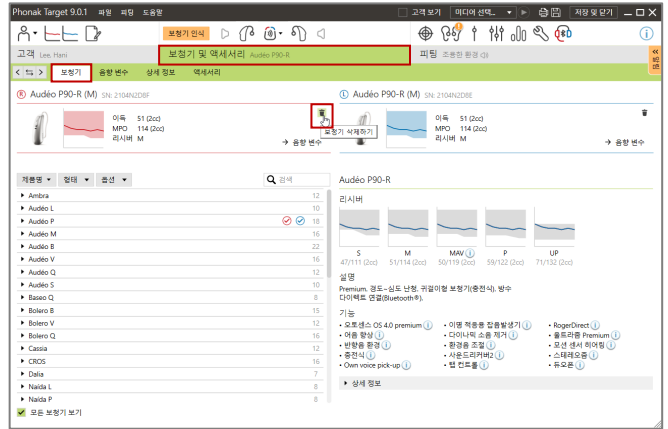 Phonak Target 9.0.1 파일 피팅 도움말
고객 보기 미디어 선택... 저장 및 닫기
보청기 인식
고객 Lee, Hani
보청기 및 액세서리 Audéo P90-R
피팅 조용한 환경
알림
보청기 음향 변수 상세 정보 액세서리
R Audéo P90-R (M) SN: 2104N2D8F
이득 51 (2cc)
MPO 114 (2cc)
리시버 M
보청기 삭제하기
→ 음향 변수
L Audéo P90-R (M) SN: 2104N2D8E
이득 51 (2cc)
MPO 114 (2cc)
리시버 M
→ 음향 변수
제품명 형태 옵션 검색
Ambra 12
Audéo L 10
Audéo P 18
Audéo M 16
Audéo B 22
Audéo V 16
Audéo Q 12
Audéo S 10
Baseo Q 8
Bolero B 15
Bolero V 12
Bolero Q 16
Cassia 12
CROS 16
Dalia 7
Naída L 8
Naída P 8
모든 보청기 보기
Audéo P90-R
리시버
S M MAV P UP
47/111 (2cc) 51/114 (2cc) 50/119 (2cc) 59/122 (2cc) 71/132 (2cc)
설명
Premium, 경도~심도 난청, 귀걸이형 보청기(충전식), 방수
다이렉트 연결(Bluetooth®).
기능
• 오토센스 OS 4.0 premium • 이명 적응용 잡음발생기 • RogerDirect
• 어음 향상 • 다이나믹 소음 제거 • 울트라줌 Premium
• 반향음 환경 • 환경음 조절 • 모션 센서 히어링
• 충전식 • 사운드리커버2 • 스테레오줌
• Own voice pick-up • 탭 컨트롤 • 듀오폰
상세 정보